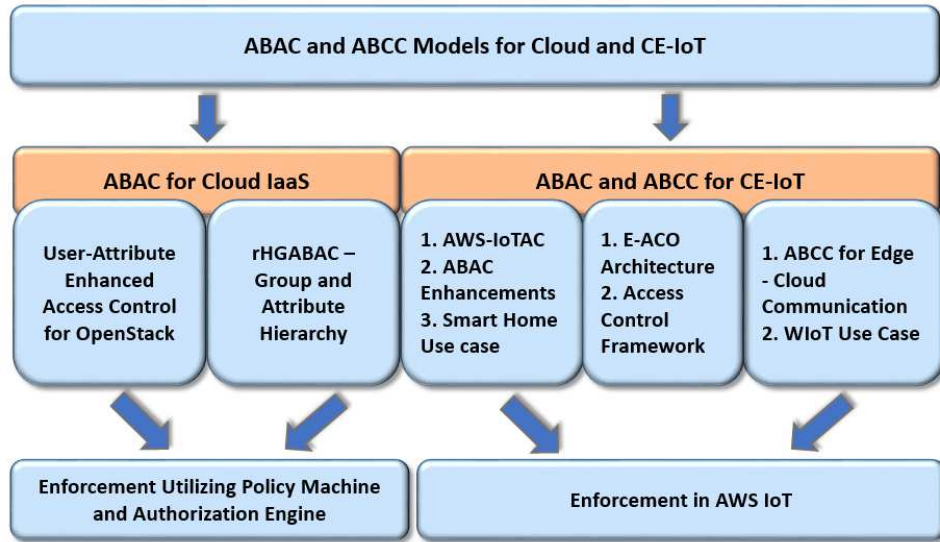 ABAC and ABCC Models for Cloud and CE-IoT
ABAC for Cloud IaaS
ABAC and ABCC for CE-IoT
User-Attribute
Enhanced
Access Control
for OpenStack
rHGABAC –
Group and
Attribute
Hierarchy
1. AWS-IoTAC
2. ABAC
Enhancements
3. Smart Home
Use case
1. E-ACO
Architecture
2. Access
Control
Framework
1. ABCC for Edge
- Cloud
Communication
2. WIoT Use Case
Enforcement Utilizing Policy Machine
and Authorization Engine
Enforcement in AWS IoT